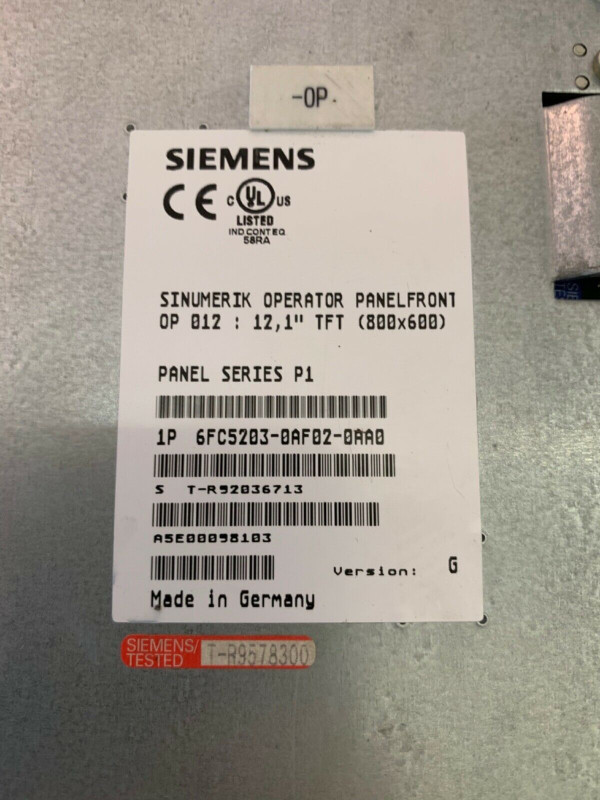 -OP.
SIEMENS
CE
C UL US
LISTED
IND CONT EQ
58RA
SINUMERIK OPERATOR PANELFRONT
OP 012 : 12,1" TFT (800x600)
PANEL SERIES P1
1P 6FC5203-0AF02-0AA0
S T-R92036713
A5E00098103
Version: G
Made in Germany
SIEMENS/
TESTED T-R9578300
SIEMENS